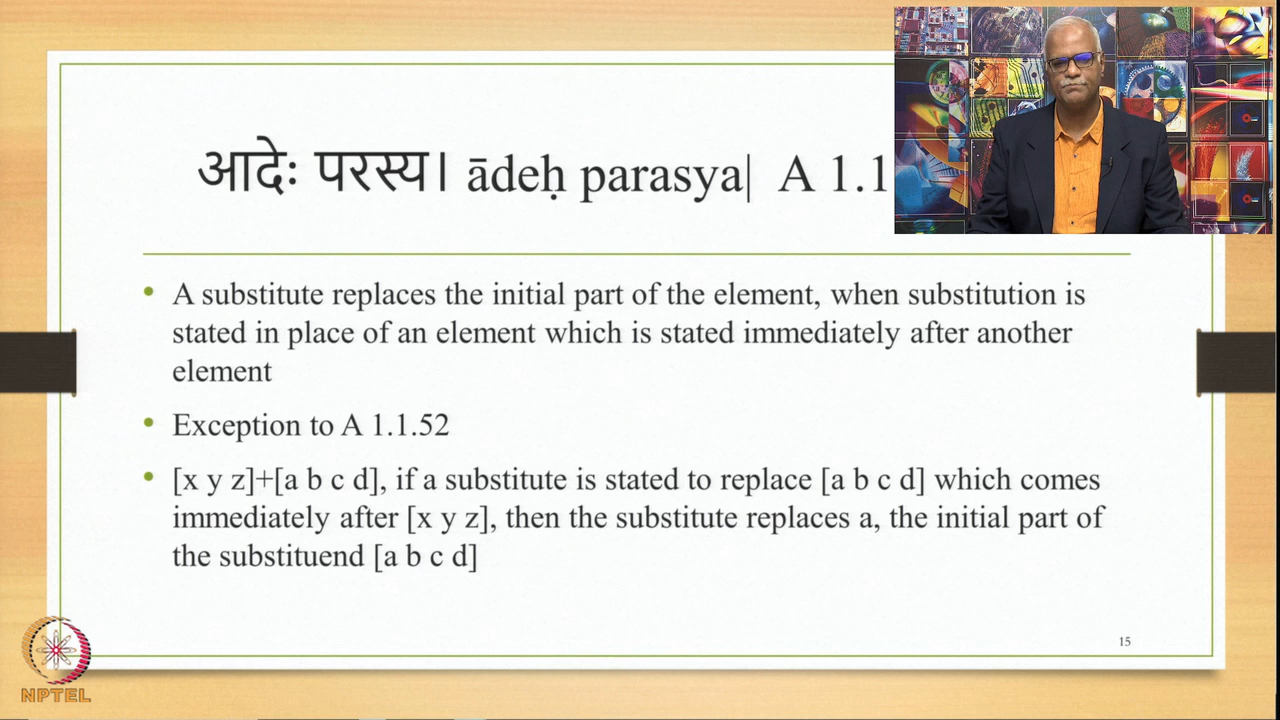 आदेः परस्य। ādeḥ parasya| A 1.1
• A substitute replaces the initial part of the element, when substitution is
stated in place of an element which is stated immediately after another
element
• Exception to A 1.1.52
• [x y z]+[a b c d], if a substitute is stated to replace [a b c d] which comes
immediately after [x y z], then the substitute replaces a, the initial part of
the substituend [a b c d]
15
NPTEL